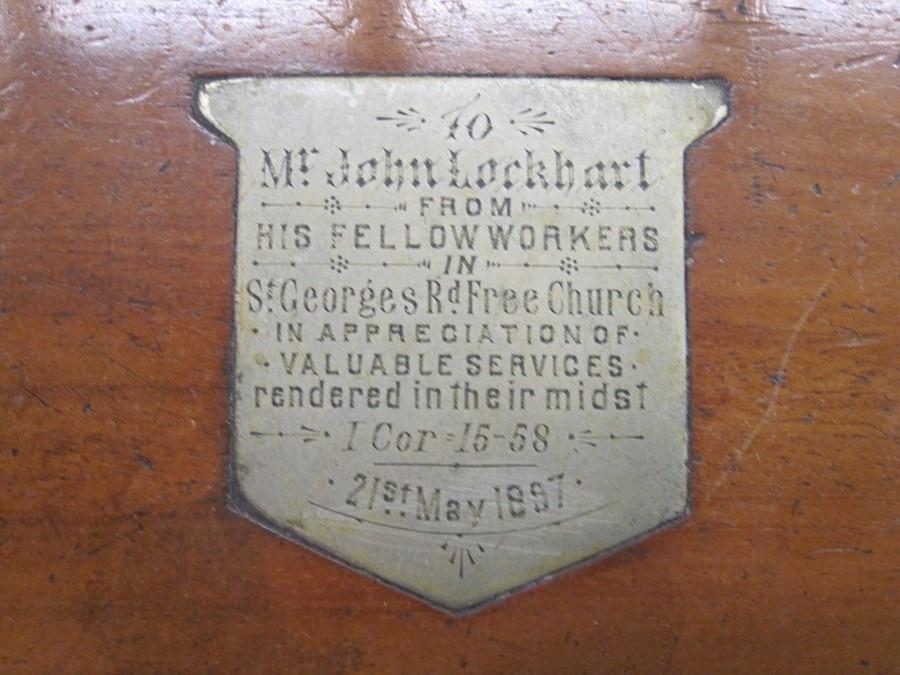 To
Mr John Lockhart
FROM
HIS FELLOW WORKERS
IN
St. Georges Rd. Free Church
IN APPRECIATION OF
VALUABLE SERVICES
rendered in their midst
I Cor = 15-58
21st. May 1897